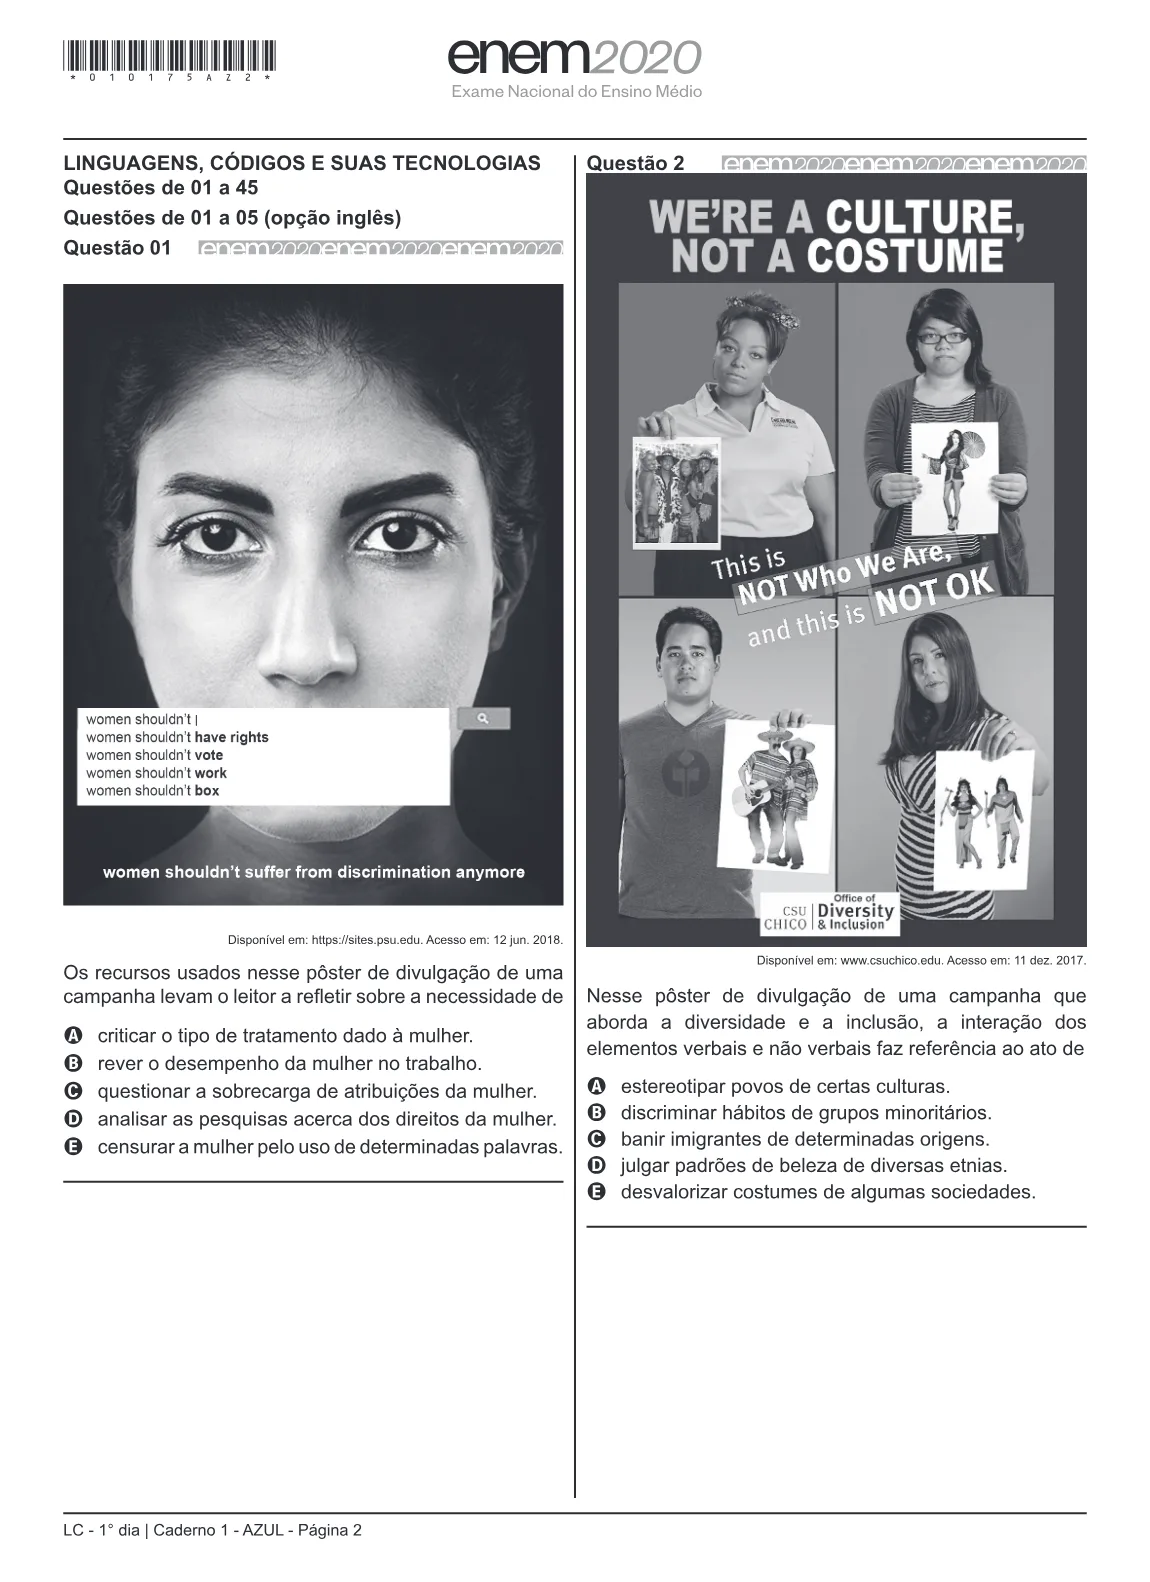 *010175AZ2*
enem2020
Exame Nacional do Ensino Médio
LINGUAGENS, CÓDIGOS E SUAS TECNOLOGIAS
Questões de 01 a 45
Questões de 01 a 05 (opção inglês)
Questão 01 enem2020enem2020enem2020
women shouldn't |
women shouldn't have rights
women shouldn't vote
women shouldn't work
women shouldn't box
women shouldn't suffer from discrimination anymore
Disponível em: https://sites.psu.edu. Acesso em: 12 jun. 2018.
Os recursos usados nesse pôster de divulgação de uma
campanha levam o leitor a refletir sobre a necessidade de
A criticar o tipo de tratamento dado à mulher.
B rever o desempenho da mulher no trabalho.
C questionar a sobrecarga de atribuições da mulher.
D analisar as pesquisas acerca dos direitos da mulher.
E censurar a mulher pelo uso de determinadas palavras.
Questão 2 enem2020enem2020enem2020
WE'RE A CULTURE,
NOT A COSTUME
This is
NOT Who We Are,
and this is NOT OK
CSU CHICO
Office of
Diversity
& Inclusion
Disponível em: www.csuchico.edu. Acesso em: 11 dez. 2017.
Nesse pôster de divulgação de uma campanha que
aborda a diversidade e a inclusão, a interação dos
elementos verbais e não verbais faz referência ao ato de
A estereotipar povos de certas culturas.
B discriminar hábitos de grupos minoritários.
C banir imigrantes de determinadas origens.
D julgar padrões de beleza de diversas etnias.
E desvalorizar costumes de algumas sociedades.
LC - 1° dia | Caderno 1 - AZUL - Página 2